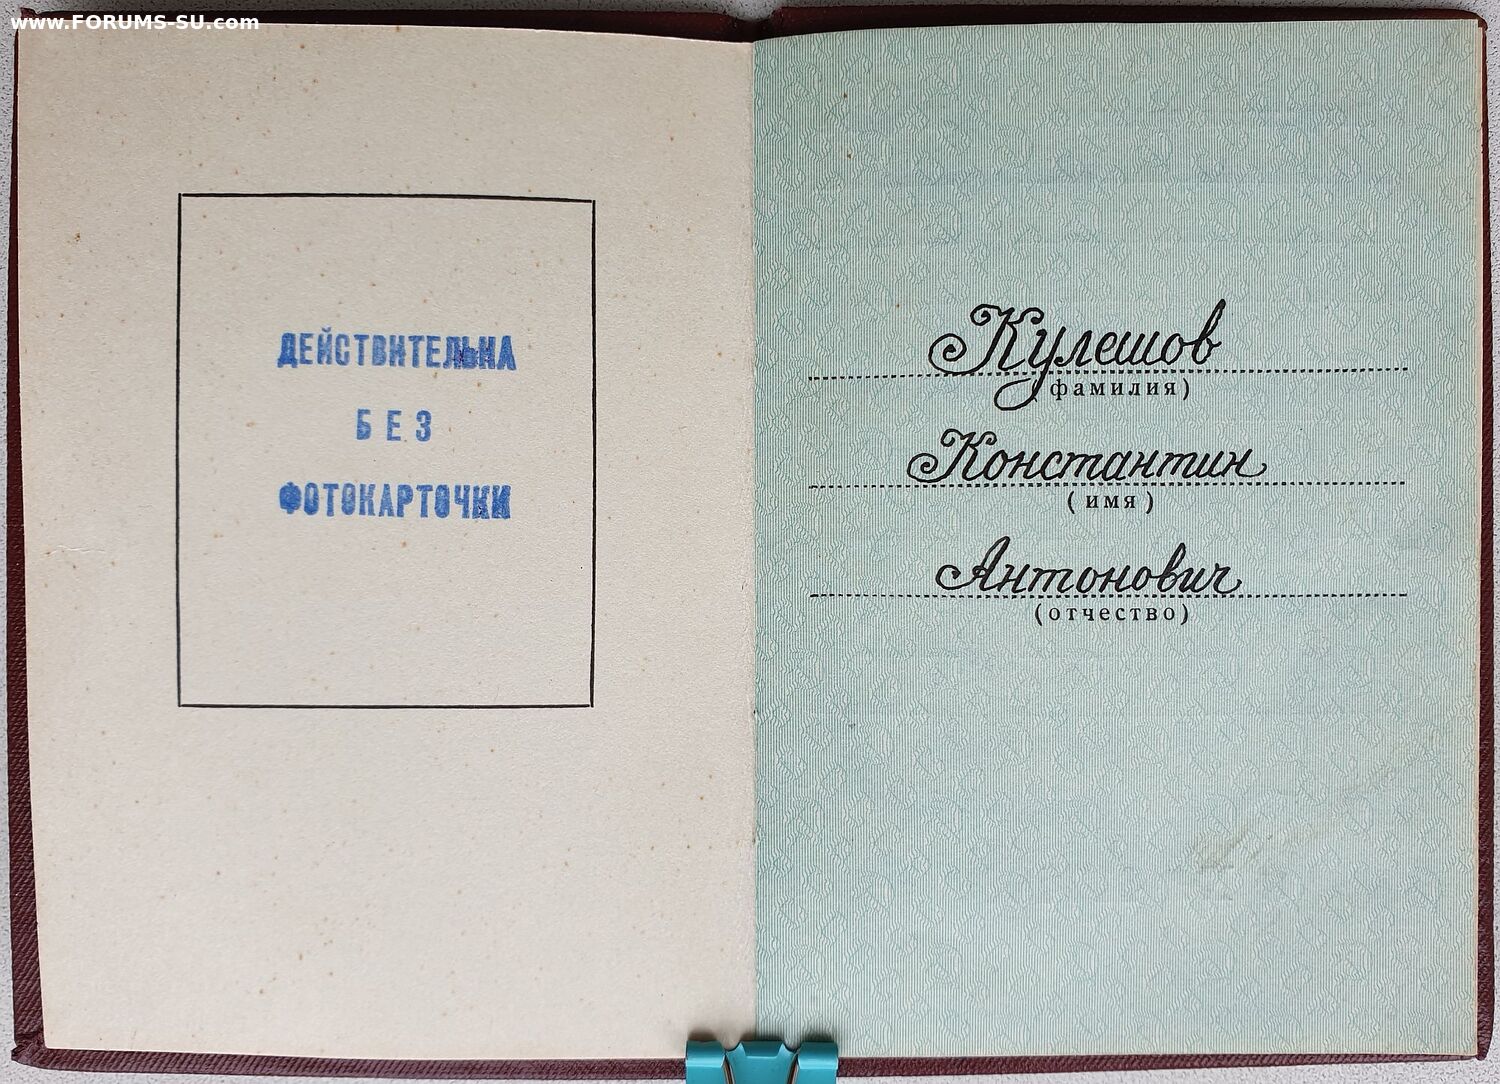 www.FORUMS-SU.com
ДЕЙСТВИТЕЛЬНА
БЕЗ
ФОТОКАРТОЧКИ
Кулешов
(фамилия)
Константин
(имя)
Антонович
(отчество)